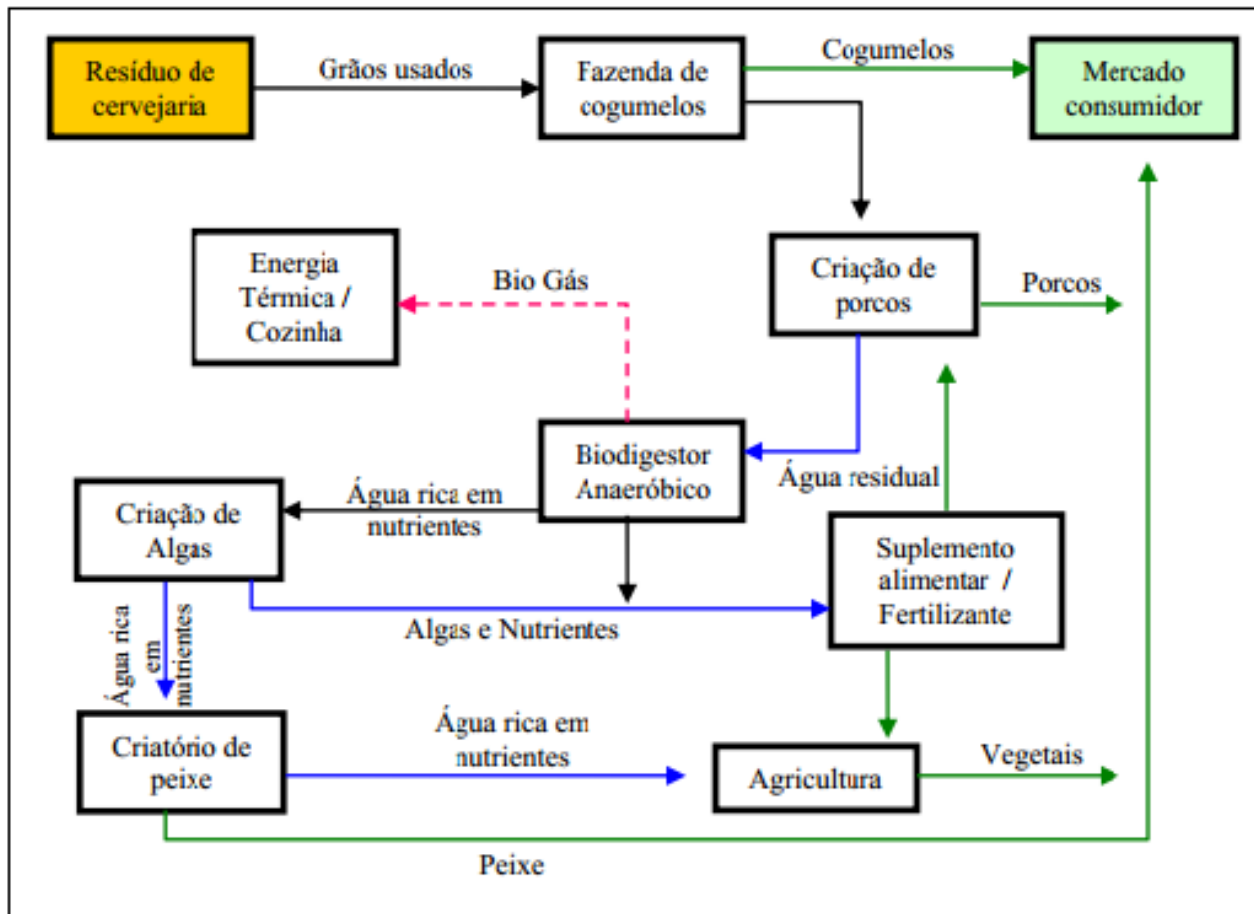 Resíduo de
cervejaria
Grãos usados
Fazenda de
cogumelos
Cogumelos
Mercado
consumidor
Energia
Térmica /
Cozinha
Bio Gás
Criação de
porcos
Porcos
Biodigestor
Anaeróbico
Água residual
Criação de
Algas
Água rica em
nutrientes
Suplemento
alimentar /
Fertilizante
Algas e Nutrientes
Água rica
em
nutrientes
Criatório de
peixe
Água rica em
nutrientes
Agricultura
Vegetais
Peixe